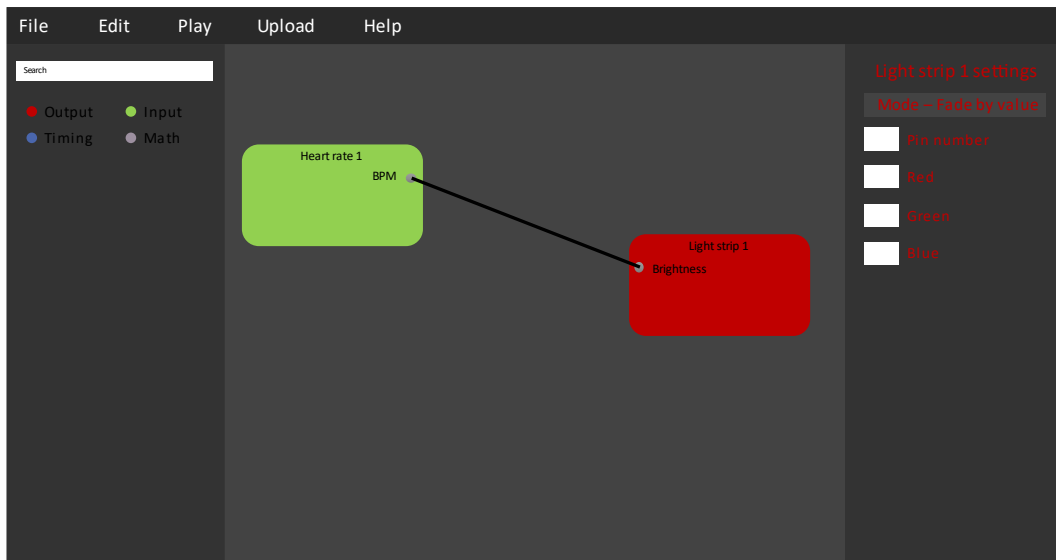 File Edit Play Upload Help
Search
Output Input
Timing Math
Heart rate 1
BPM
Light strip 1
Brightness
Light strip 1 settings
Mode – Fade by value
Pin number
Red
Green
Blue